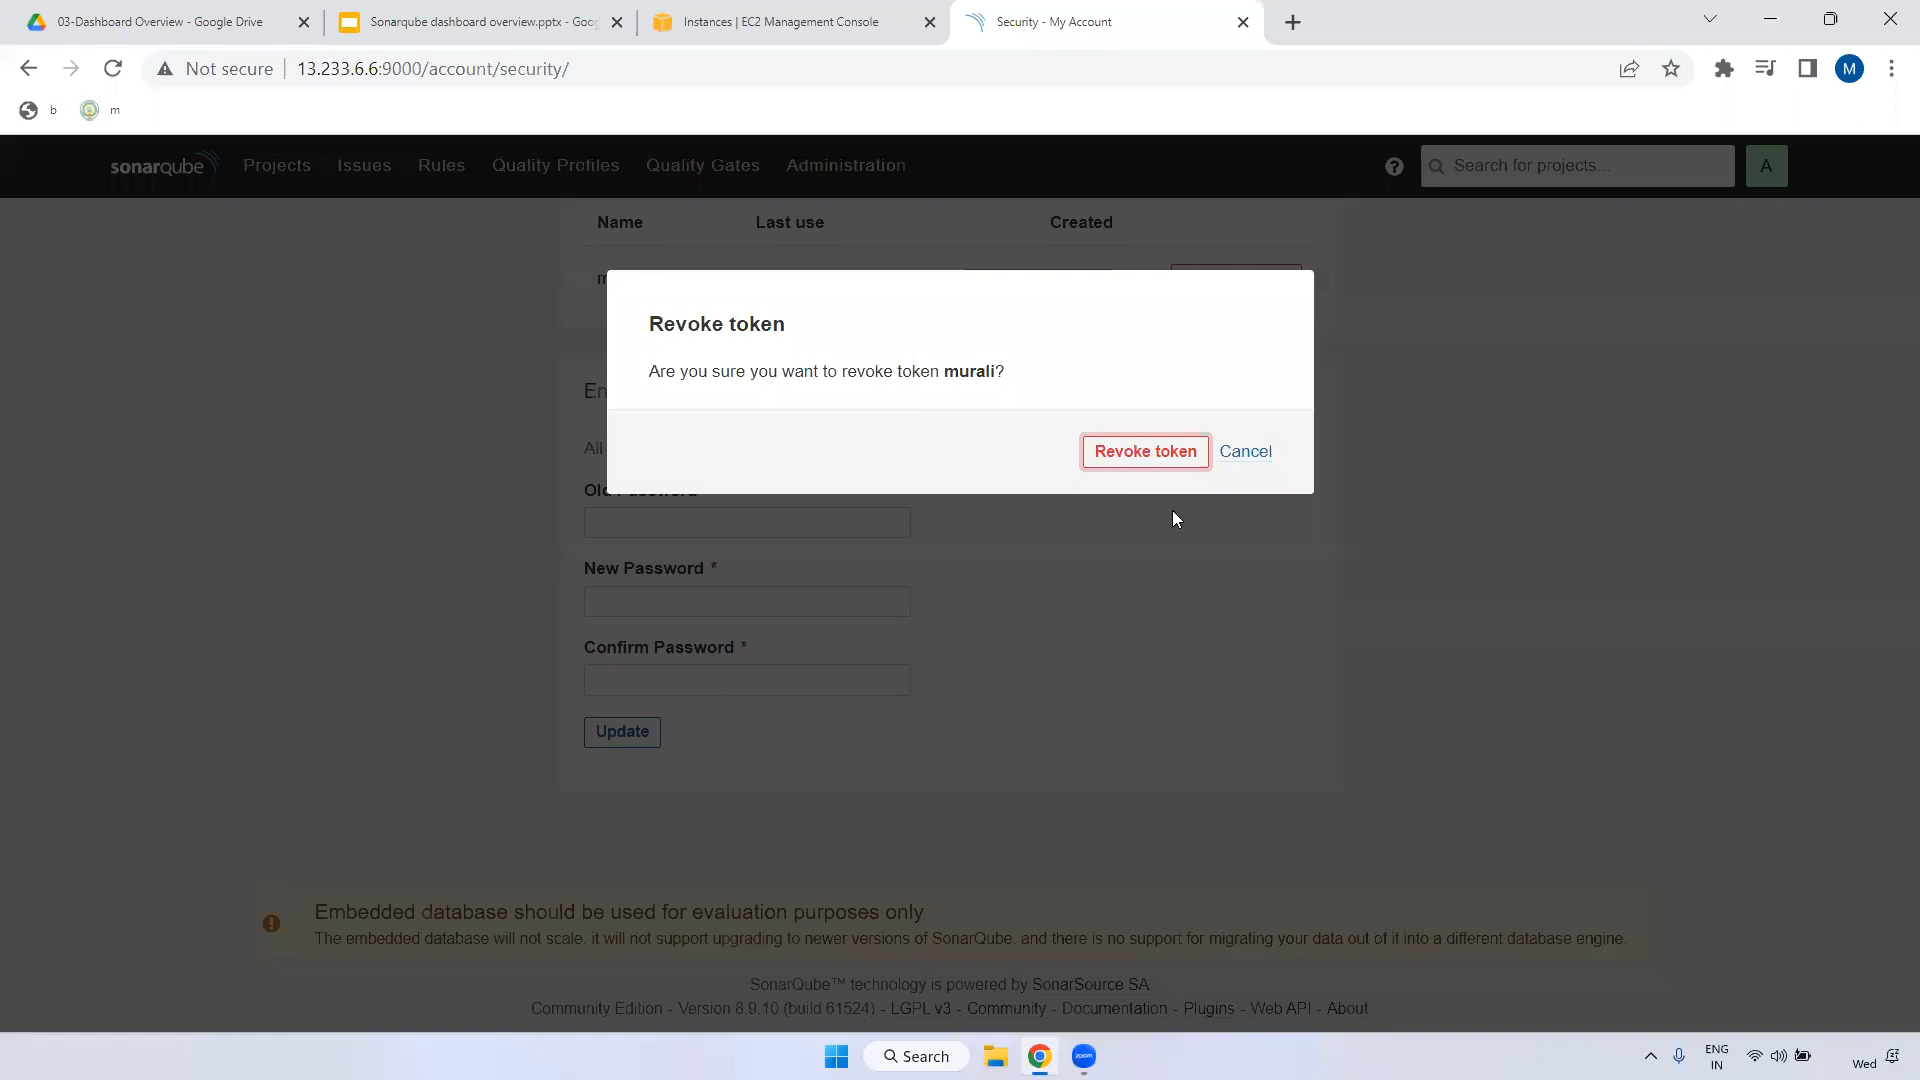 03-Dashboard Overview - Google Drive
Sonarqube dashboard overview.pptx - Goo
Instances | EC2 Management Console
Security - My Account
Not secure
13.233.6.6:9000/account/security/
M
b
m
sonarqube
Projects
Issues
Rules
Quality Profiles
Quality Gates
Administration
Search for projects...
A
Name
Last use
Created
m
Revoke token
Are you sure you want to revoke token murali?
En
All
Revoke token
Cancel
Old Password
New Password *
Confirm Password *
Update
Embedded database should be used for evaluation purposes only
The embedded database will not scale, it will not support upgrading to newer versions of SonarQube, and there is no support for migrating your data out of it into a different database engine.
SonarQube™ technology is powered by SonarSource SA
Community Edition - Version 8.9.10 (build 61524) - LGPL v3 - Community - Documentation - Plugins - Web API - About
Search
zoom
ENG
IN
Wed